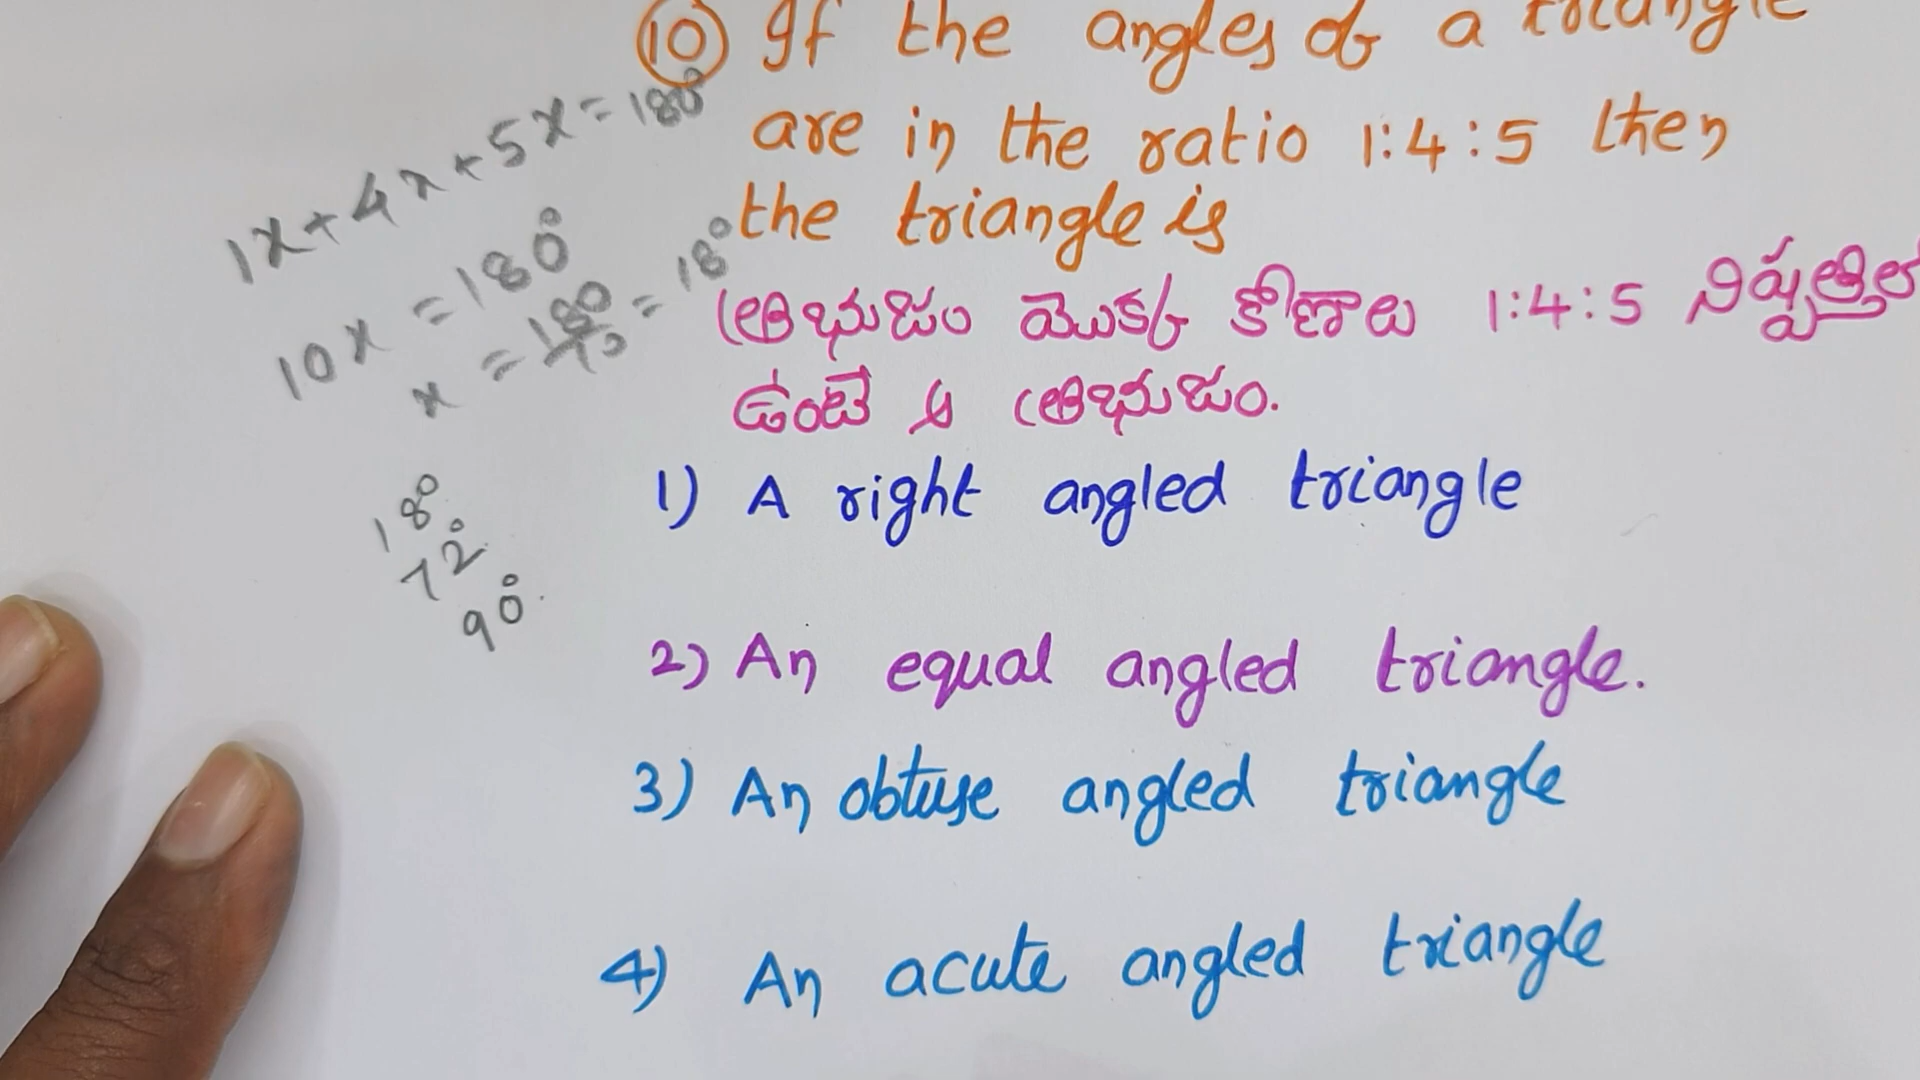 10 If the angles of a triangle
are in the ratio 1:4:5 then
the triangle is
త్రిభుజం యొక్క కోణాలు 1:4:5 నిష్పత్తిలో
ఉంటే ఆ త్రిభుజం.
1) A right angled triangle
2) An equal angled triangle.
3) An obtuse angled triangle
4) An acute angled triangle
1x+4x+5x=180°
10x=180°
x=180/10=18°
18°
72°
90°